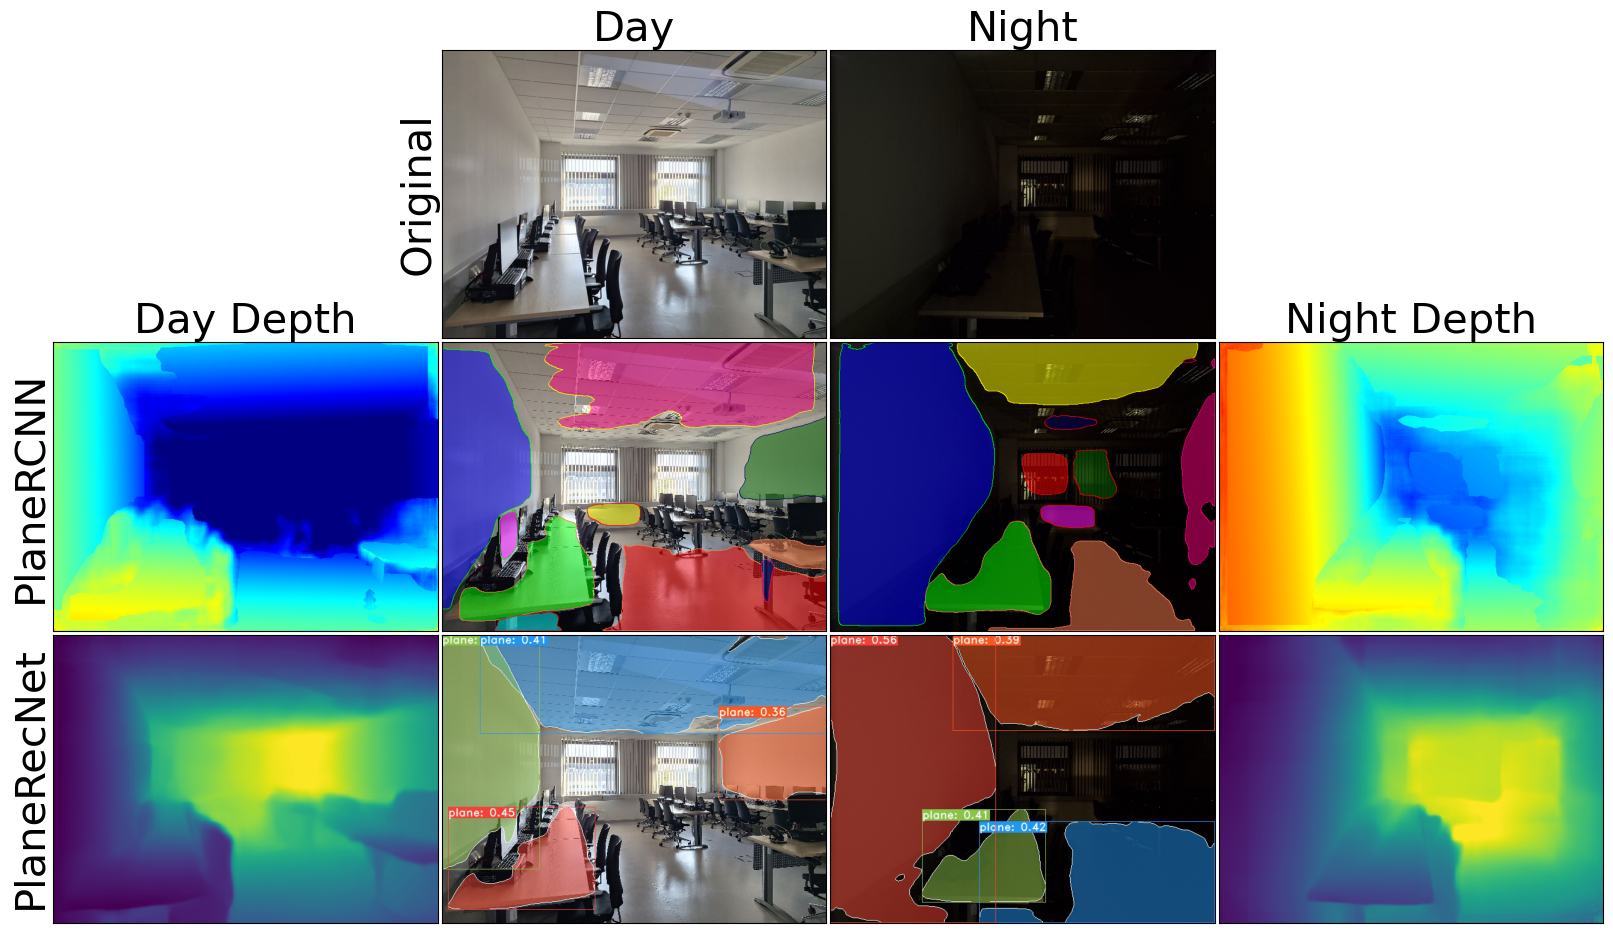 Day
Night
Original
Day Depth
Night Depth
PlaneRCNN
PlaneRecNet
plane: plane: 0.41
plane: 0.36
plane: 0.45
plane: 0.56
plane: 0.39
plane: 0.41
plane: 0.42